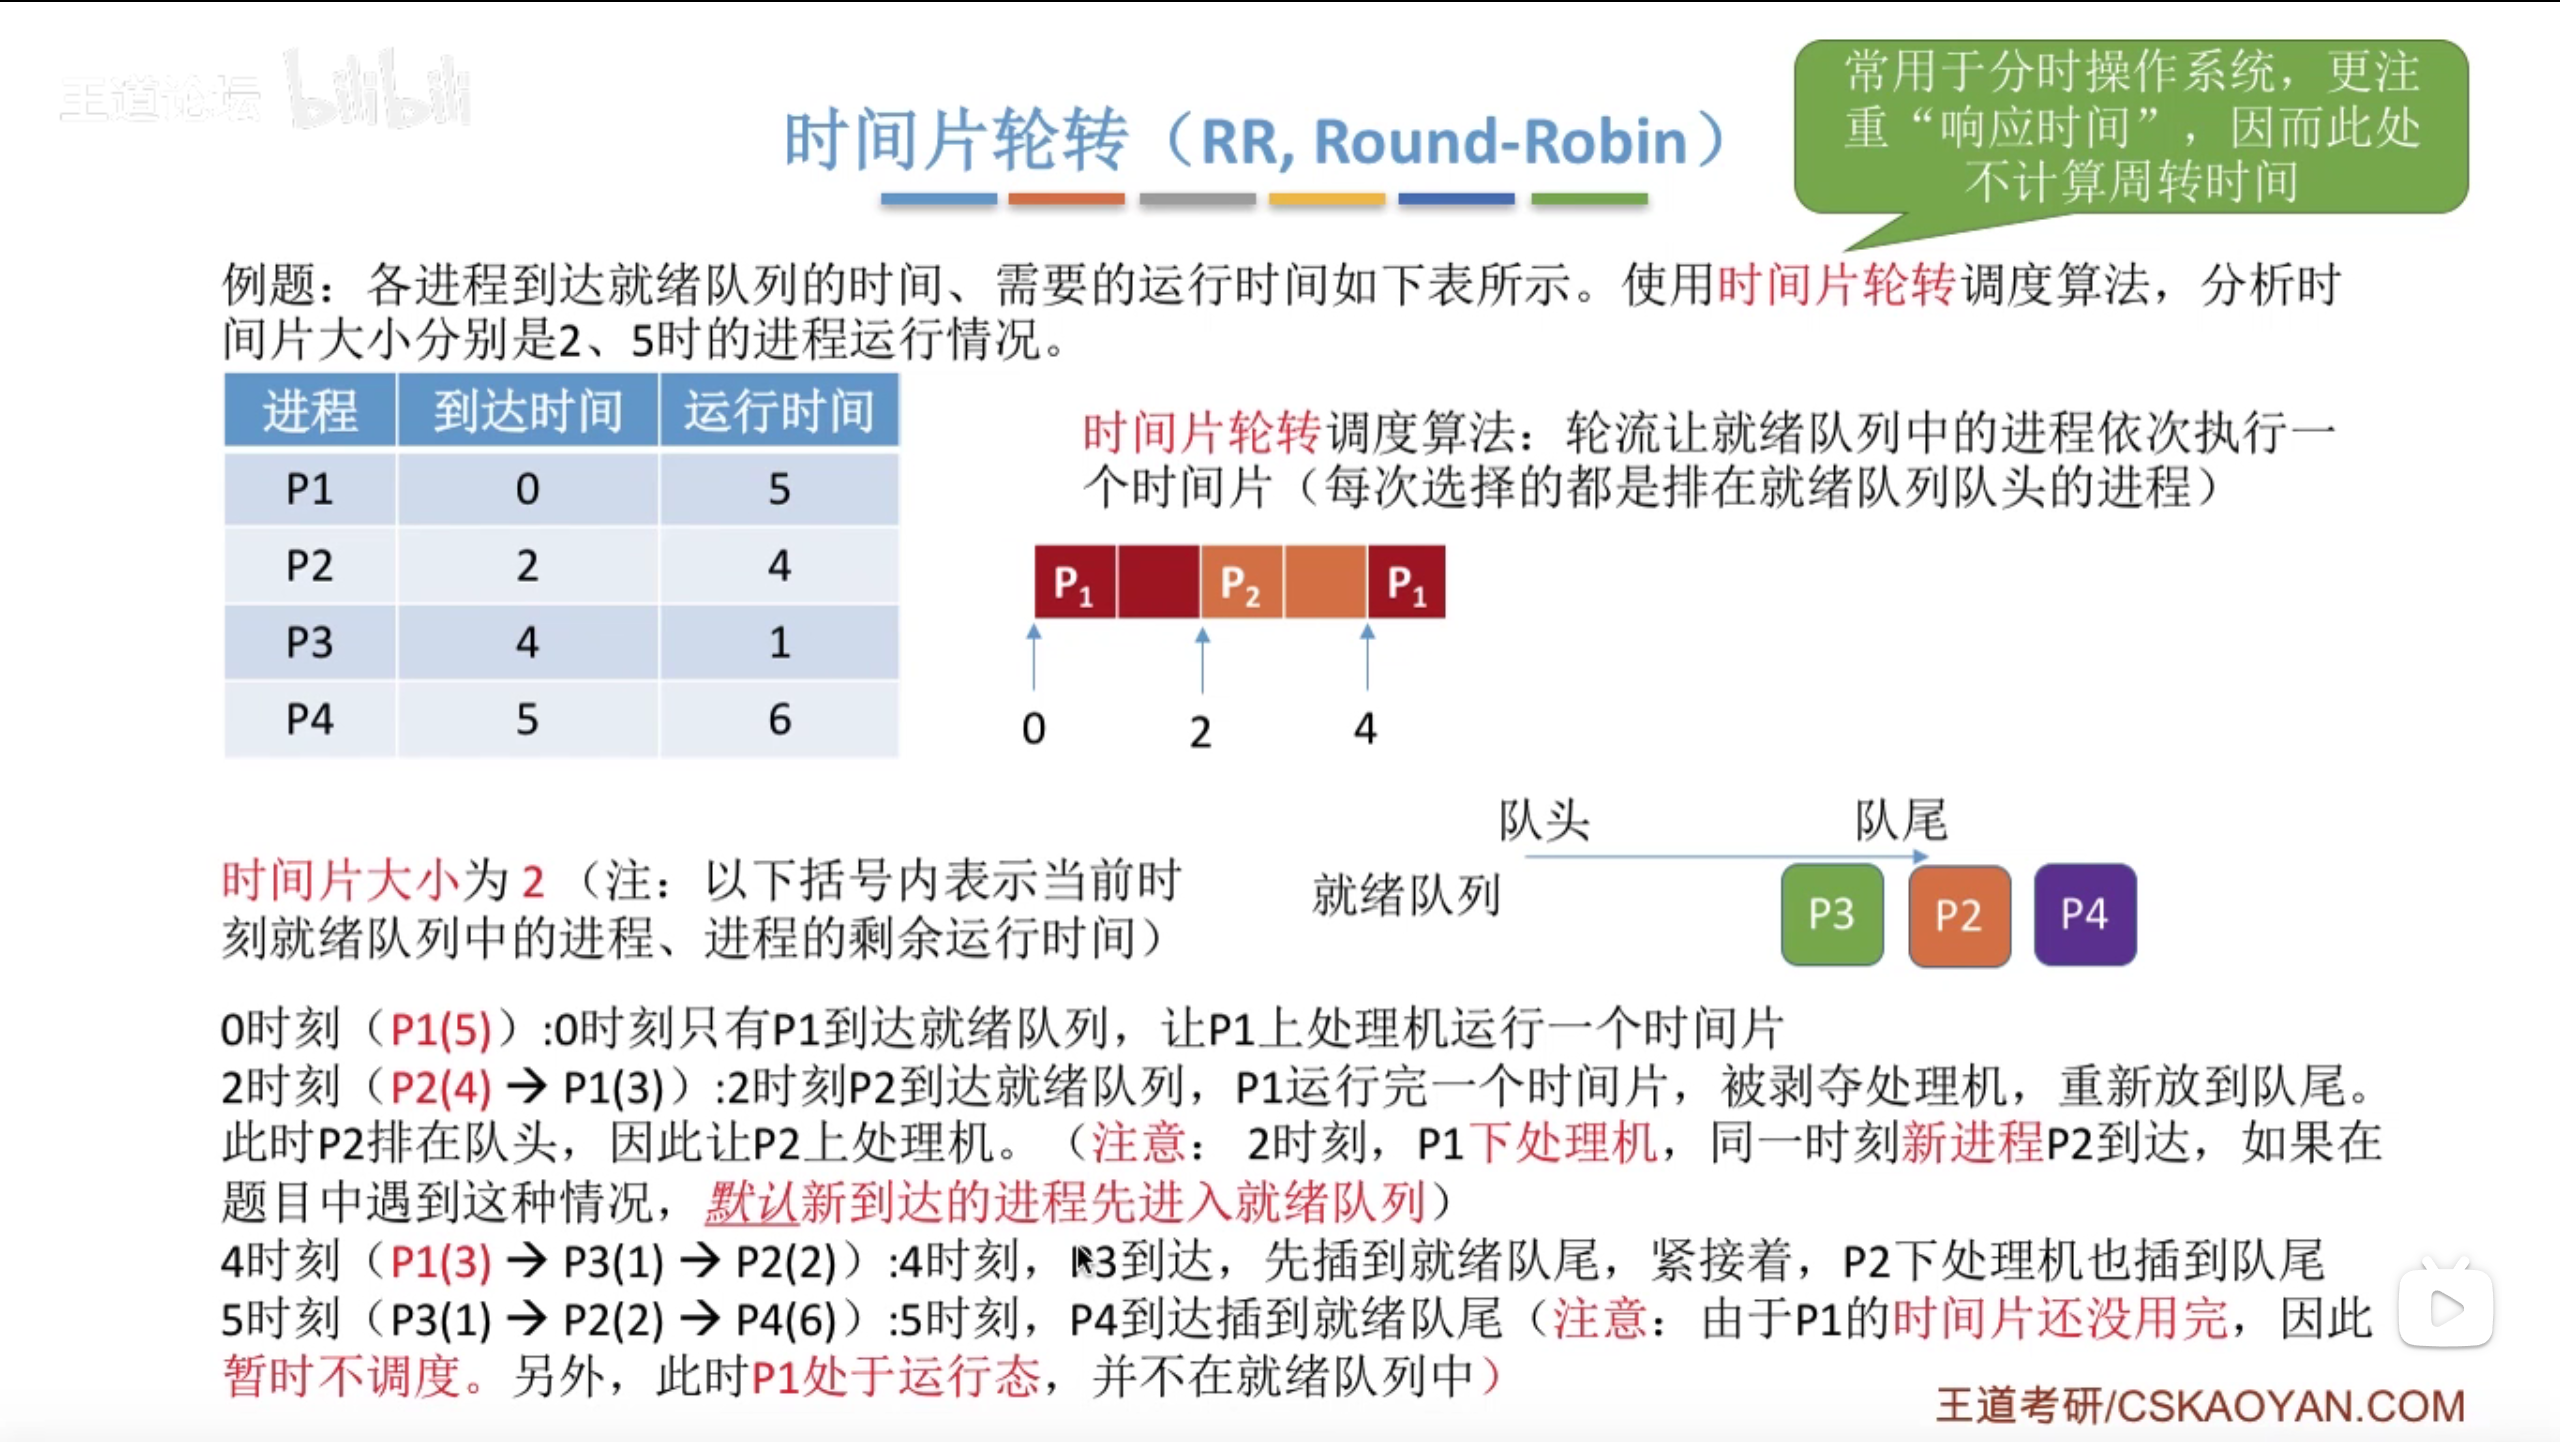 王道论坛 bilibili
常用于分时操作系统，更注
重“响应时间”，因而此处
不计算周转时间
时间片轮转（RR, Round-Robin）
例题：各进程到达就绪队列的时间、需要的运行时间如下表所示。使用时间片轮转调度算法，分析时
间片大小分别是2、5时的进程运行情况。
进程 到达时间 运行时间
P1 0 5
P2 2 4
P3 4 1
P4 5 6
时间片轮转调度算法：轮流让就绪队列中的进程依次执行一
个时间片（每次选择的都是排在就绪队列队头的进程）
P1 P2 P1
0 2 4
队头 队尾
就绪队列
P3 P2 P4
时间片大小为 2（注：以下括号内表示当前时
刻就绪队列中的进程、进程的剩余运行时间）
0时刻（P1(5)）:0时刻只有P1到达就绪队列，让P1上处理机运行一个时间片
2时刻（P2(4) → P1(3)）:2时刻P2到达就绪队列，P1运行完一个时间片，被剥夺处理机，重新放到队尾。
此时P2排在队头，因此让P2上处理机。（注意： 2时刻，P1下处理机，同一时刻新进程P2到达，如果在
题目中遇到这种情况，默认新到达的进程先进入就绪队列）
4时刻（P1(3) → P3(1) → P2(2)）:4时刻，P3到达，先插到就绪队尾，紧接着，P2下处理机也插到队尾
5时刻（P3(1) → P2(2) → P4(6)）:5时刻，P4到达插到就绪队尾（注意：由于P1的时间片还没用完，因此
暂时不调度。另外，此时P1处于运行态，并不在就绪队列中）
王道考研/CSKAOYAN.COM